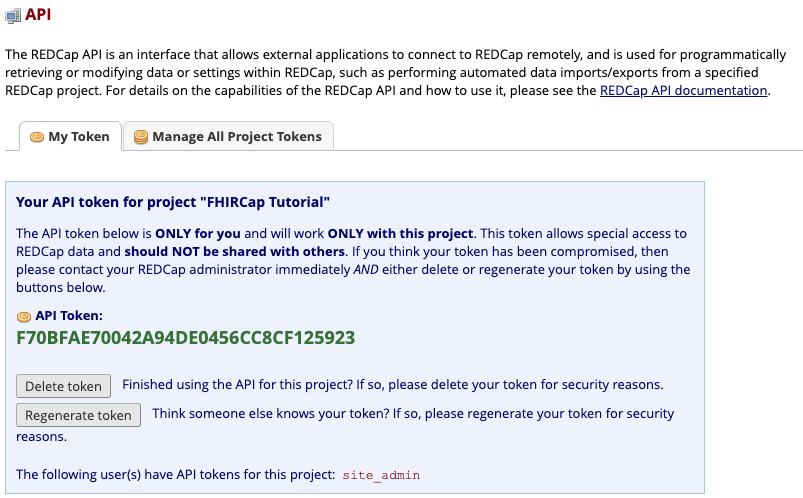 API
The REDCap API is an interface that allows external applications to connect to REDCap remotely, and is used for programmatically
retrieving or modifying data or settings within REDCap, such as performing automated data imports/exports from a specified
REDCap project. For details on the capabilities of the REDCap API and how to use it, please see the REDCap API documentation.
My Token
Manage All Project Tokens
Your API token for project "FHIRCap Tutorial"
The API token below is ONLY for you and will work ONLY with this project. This token allows special access to
REDCap data and should NOT be shared with others. If you think your token has been compromised, then
please contact your REDCap administrator immediately AND either delete or regenerate your token by using the
buttons below.
API Token:
F70BFAE70042A94DE0456CC8CF125923
Delete token Finished using the API for this project? If so, please delete your token for security reasons.
Regenerate token Think someone else knows your token? If so, please regenerate your token for security
reasons.
The following user(s) have API tokens for this project: site_admin